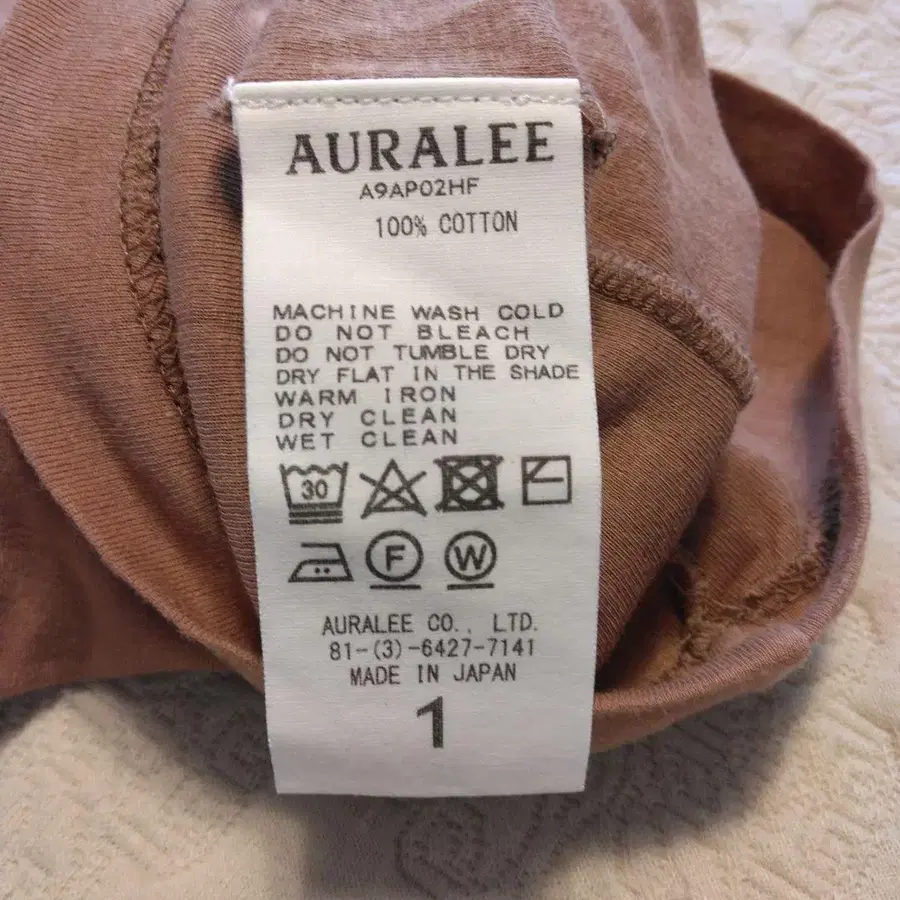 AURALEE
A9AP02HF
100% COTTON
MACHINE WASH COLD
DO NOT BLEACH
DO NOT TUMBLE DRY
DRY FLAT IN THE SHADE
WARM IRON
DRY CLEAN
WET CLEAN
30
F W
AURALEE CO., LTD.
81-(3)-6427-7141
MADE IN JAPAN
1